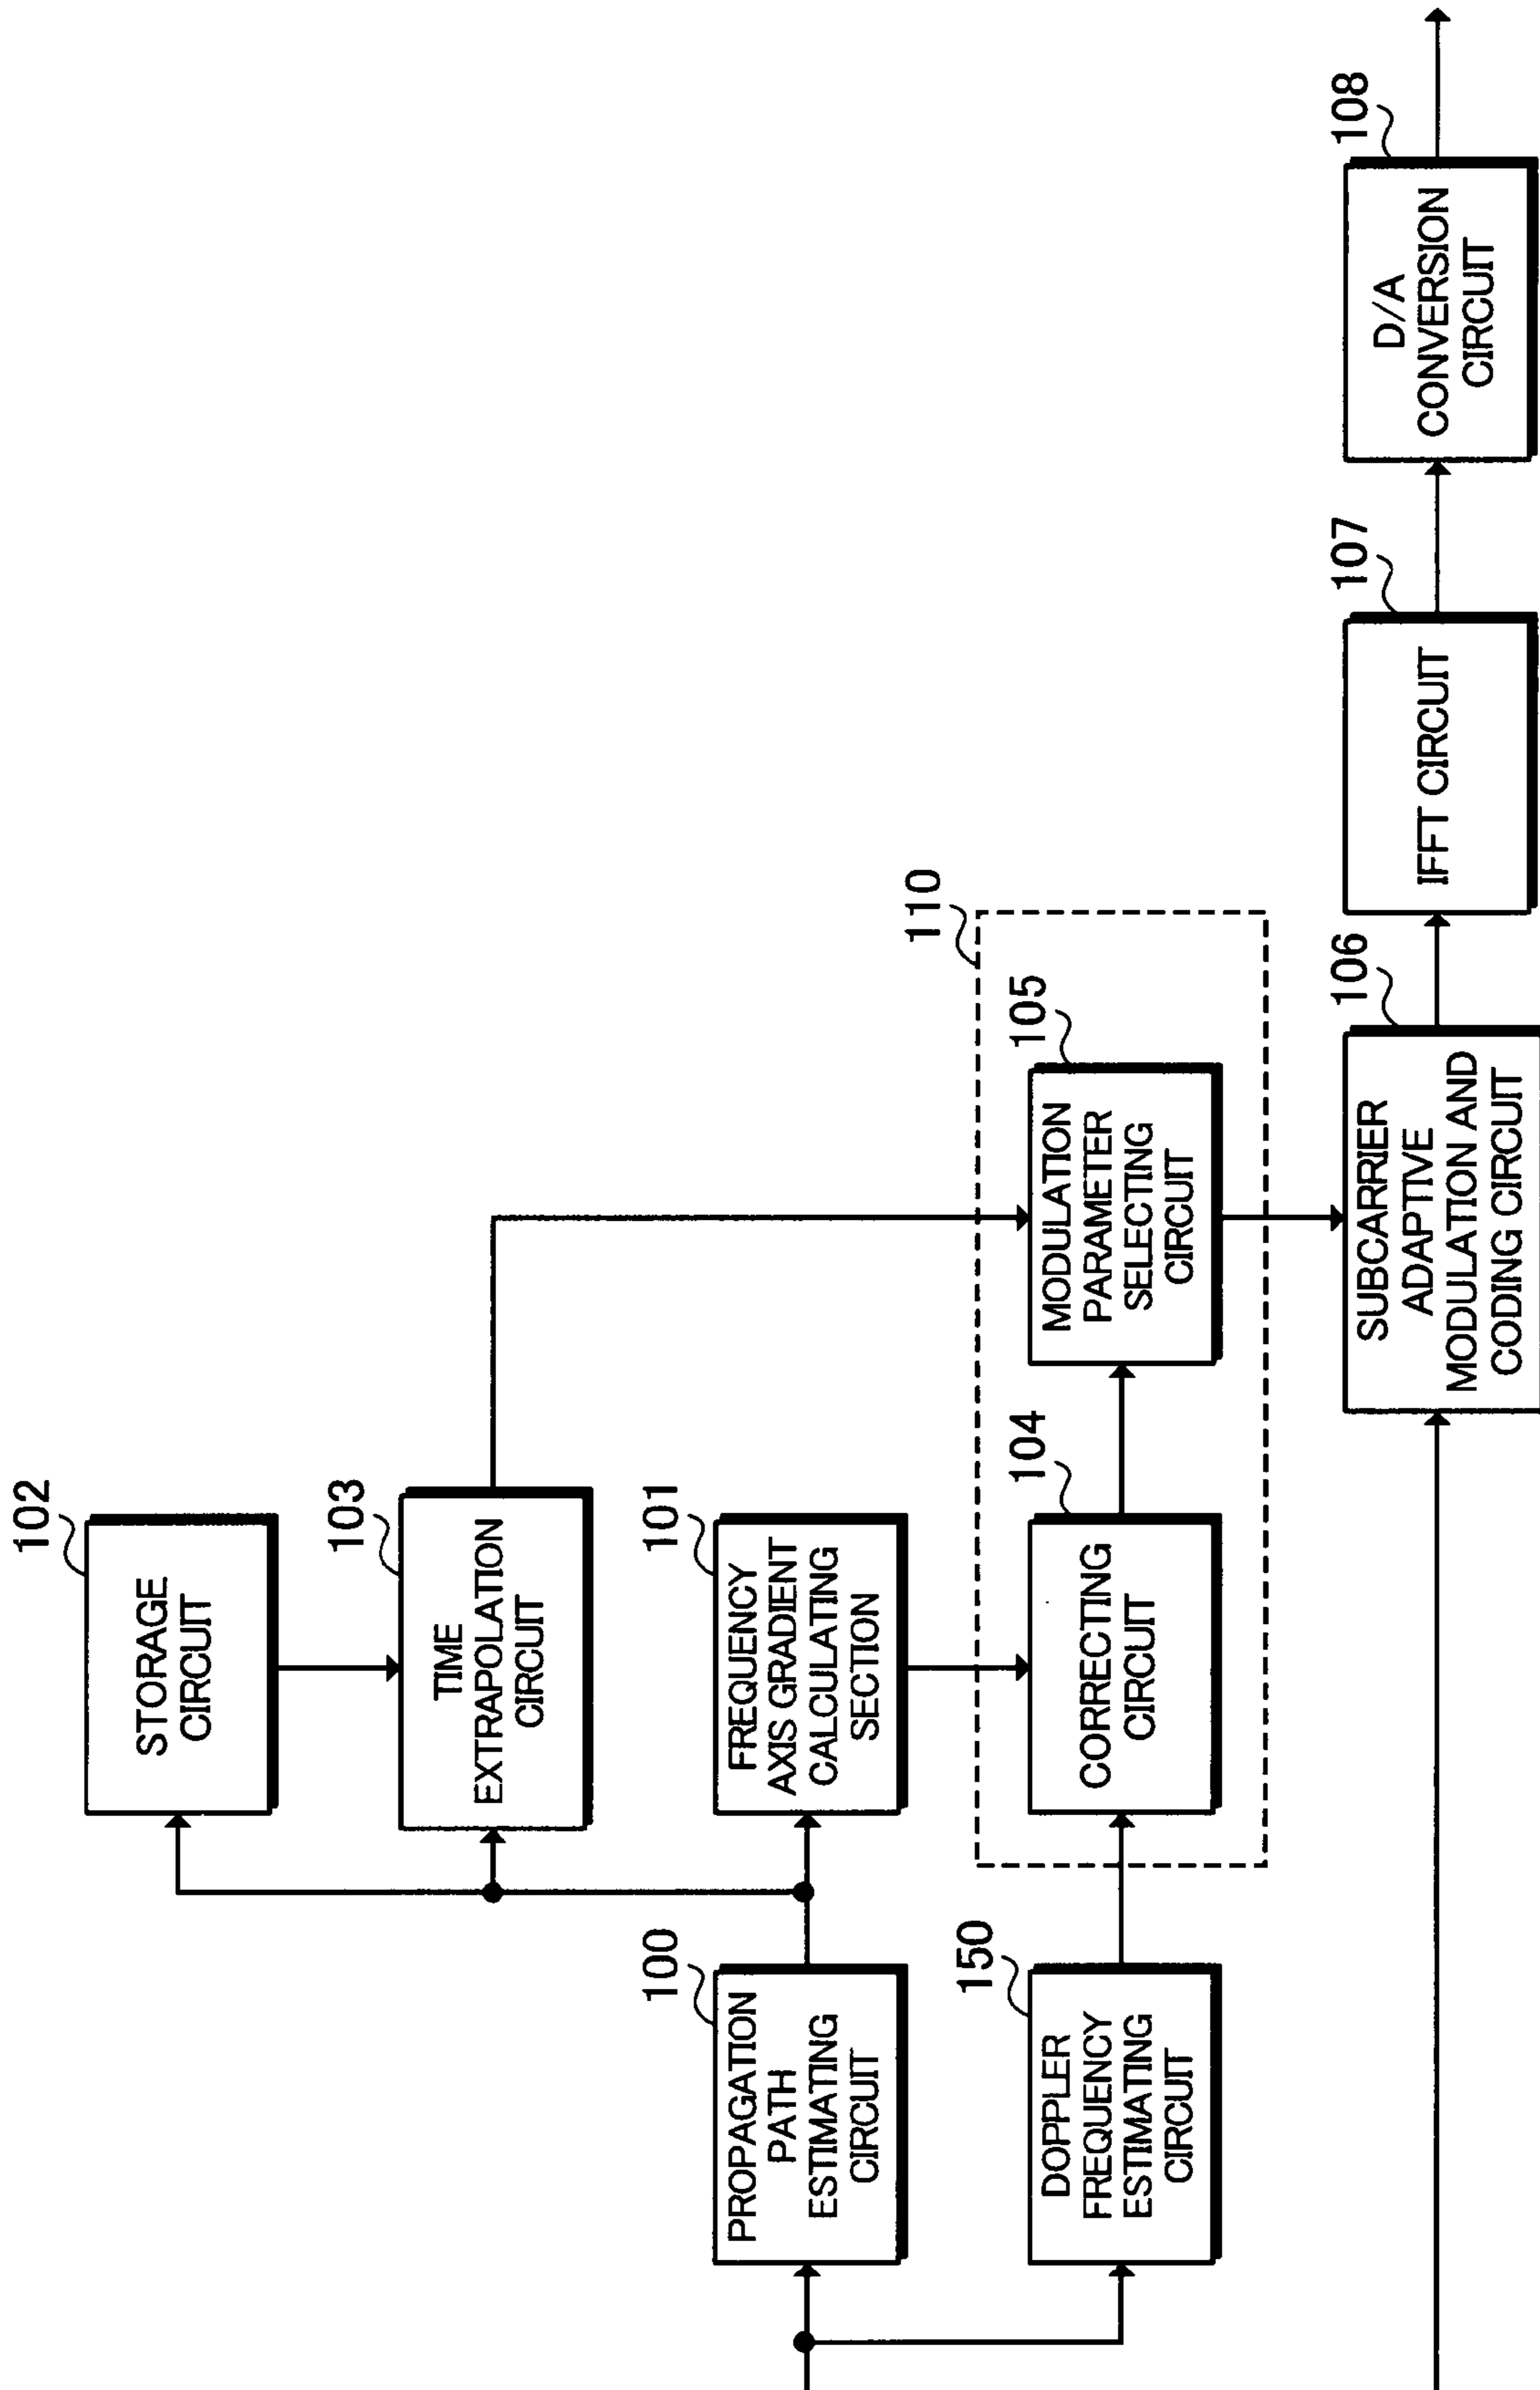 102
STORAGE
CIRCUIT
103
TIME
EXTRAPOLATION
CIRCUIT
100
PROPAGATION
PATH
ESTIMATING
CIRCUIT
101
FREQUENCY
AXIS GRADIENT
CALCULATING
SECTION
110
150
DOPPLER
FREQUENCY
ESTIMATING
CIRCUIT
104
CORRECTING
CIRCUIT
105
MODULATION
PARAMETER
SELECTING
CIRCUIT
106
SUBCARRIER
ADAPTIVE
MODULATION AND
CODING CIRCUIT
107
IFFT CIRCUIT
108
D/A
CONVERSION
CIRCUIT